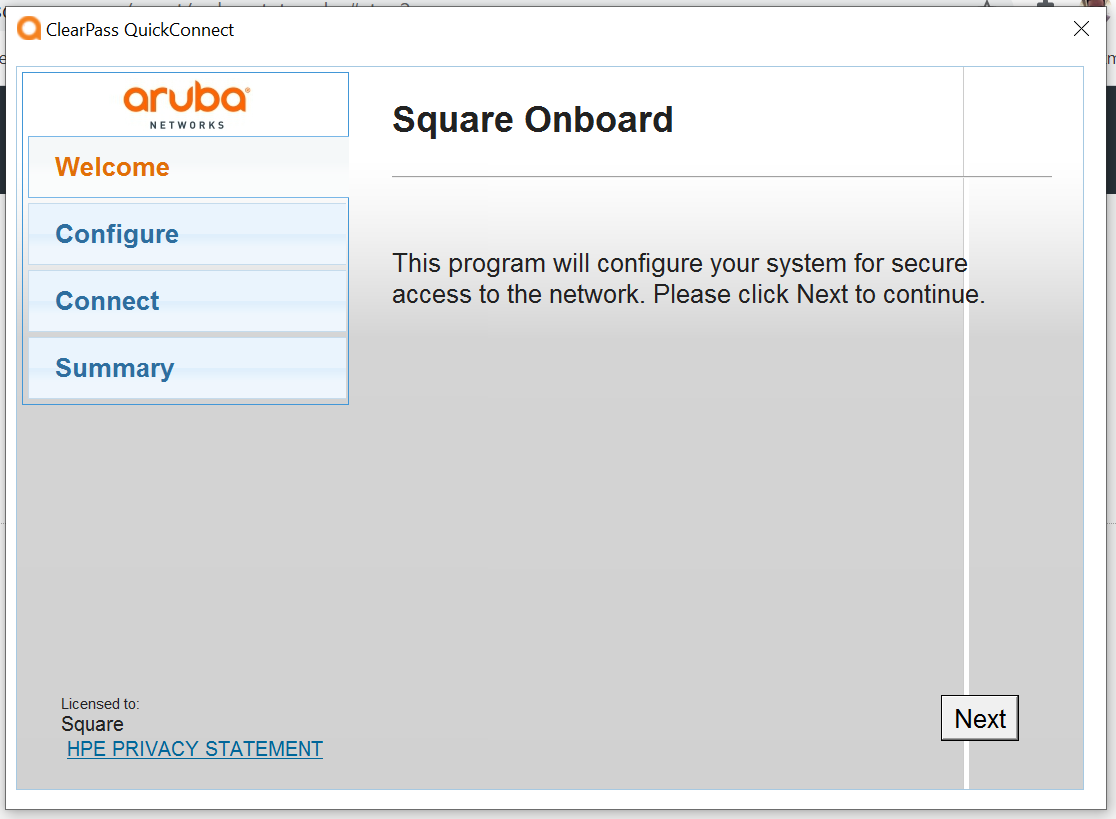 ClearPass QuickConnect
aruba
NETWORKS
Welcome
Configure
Connect
Summary
Square Onboard
This program will configure your system for secure
access to the network. Please click Next to continue.
Licensed to:
Square
HPE PRIVACY STATEMENT
Next